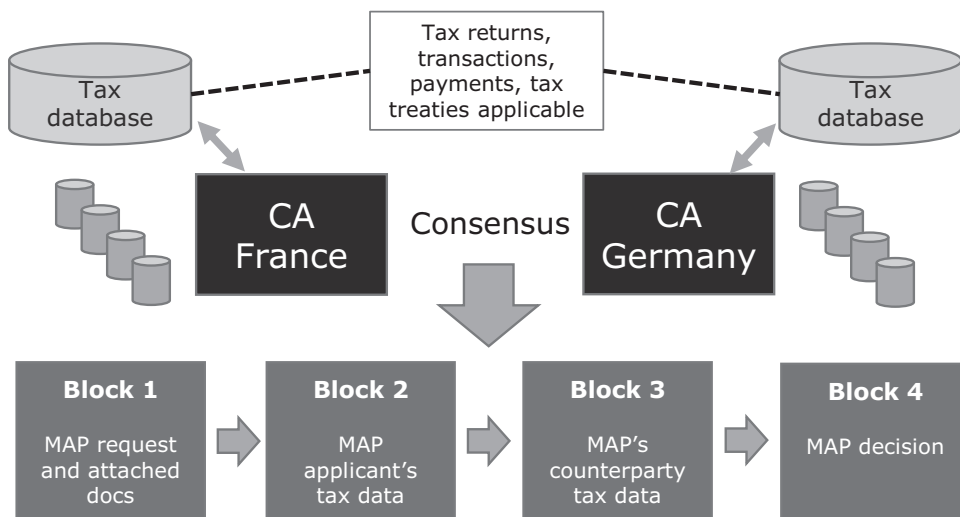 Tax returns,
transactions,
payments, tax
treaties applicable
Tax
database
Tax
database
CA
France
Consensus
CA
Germany
Block 1
MAP request
and attached
docs
Block 2
MAP
applicant's
tax data
Block 3
MAP's
counterparty
tax data
Block 4
MAP decision